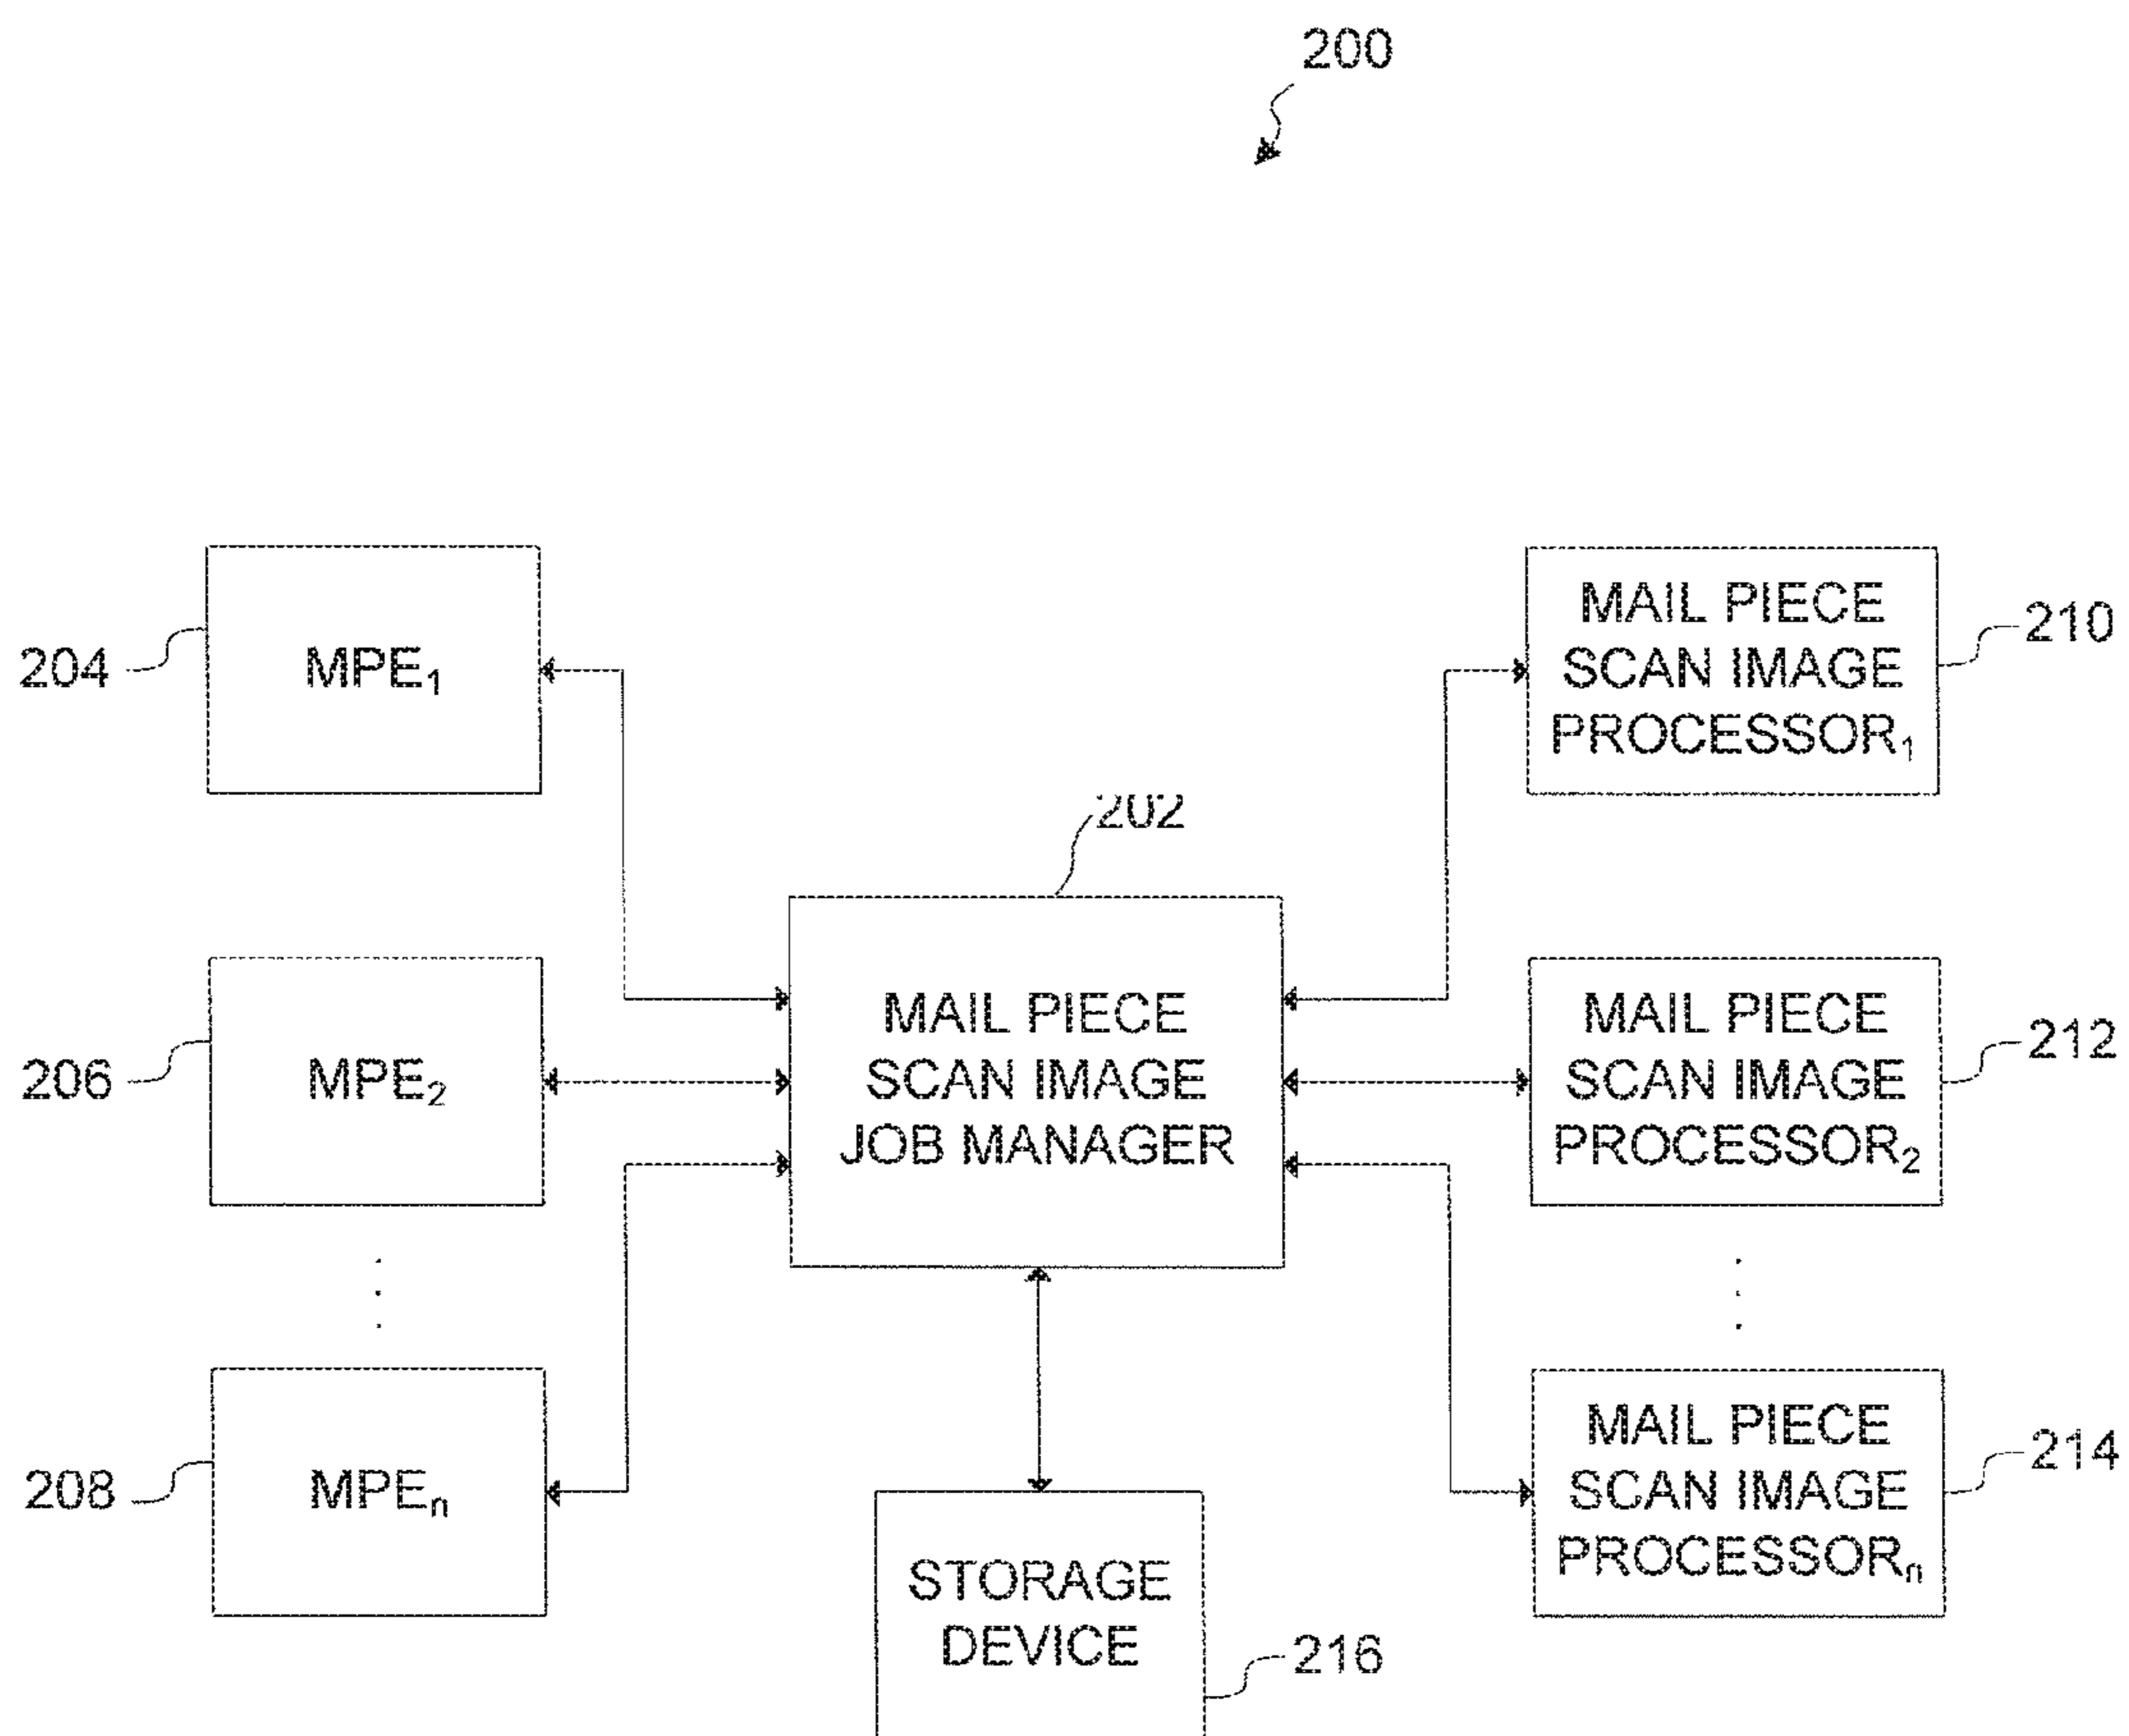 200
204
MPE1
MAIL PIECE
SCAN IMAGE
PROCESSOR1
210
202
206
MPE2
MAIL PIECE
SCAN IMAGE
JOB MANAGER
MAIL PIECE
SCAN IMAGE
PROCESSOR2
212
208
MPEn
MAIL PIECE
SCAN IMAGE
PROCESSORn
214
STORAGE
DEVICE
216